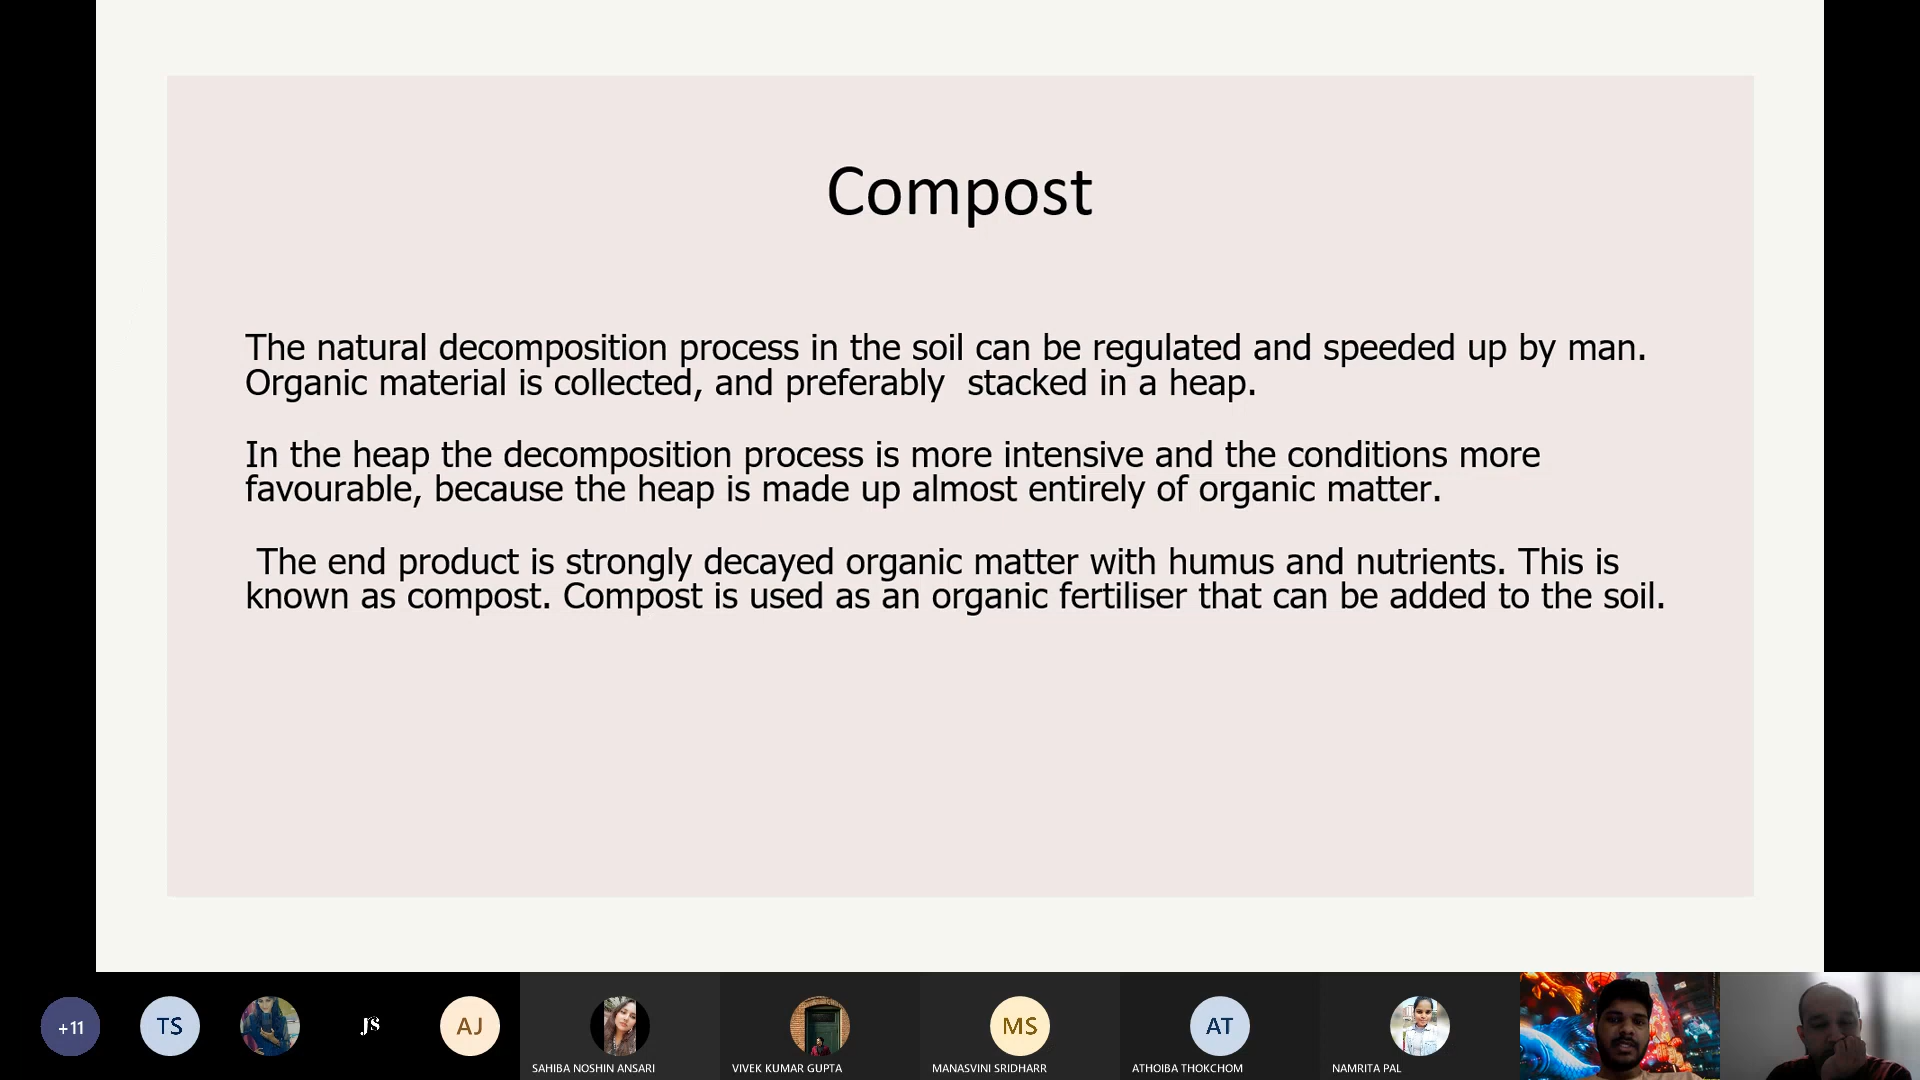 Compost
The natural decomposition process in the soil can be regulated and speeded up by man.
Organic material is collected, and preferably  stacked in a heap.
In the heap the decomposition process is more intensive and the conditions more
favourable, because the heap is made up almost entirely of organic matter.
The end product is strongly decayed organic matter with humus and nutrients. This is
known as compost. Compost is used as an organic fertiliser that can be added to the soil.
+11
TS
JS
AJ
MS
AT
SAHIBA NOSHIN ANSARI
VIVEK KUMAR GUPTA
MANASVINI SRIDHARR
ATHOIBA THOKCHOM
NAMRITA PAL